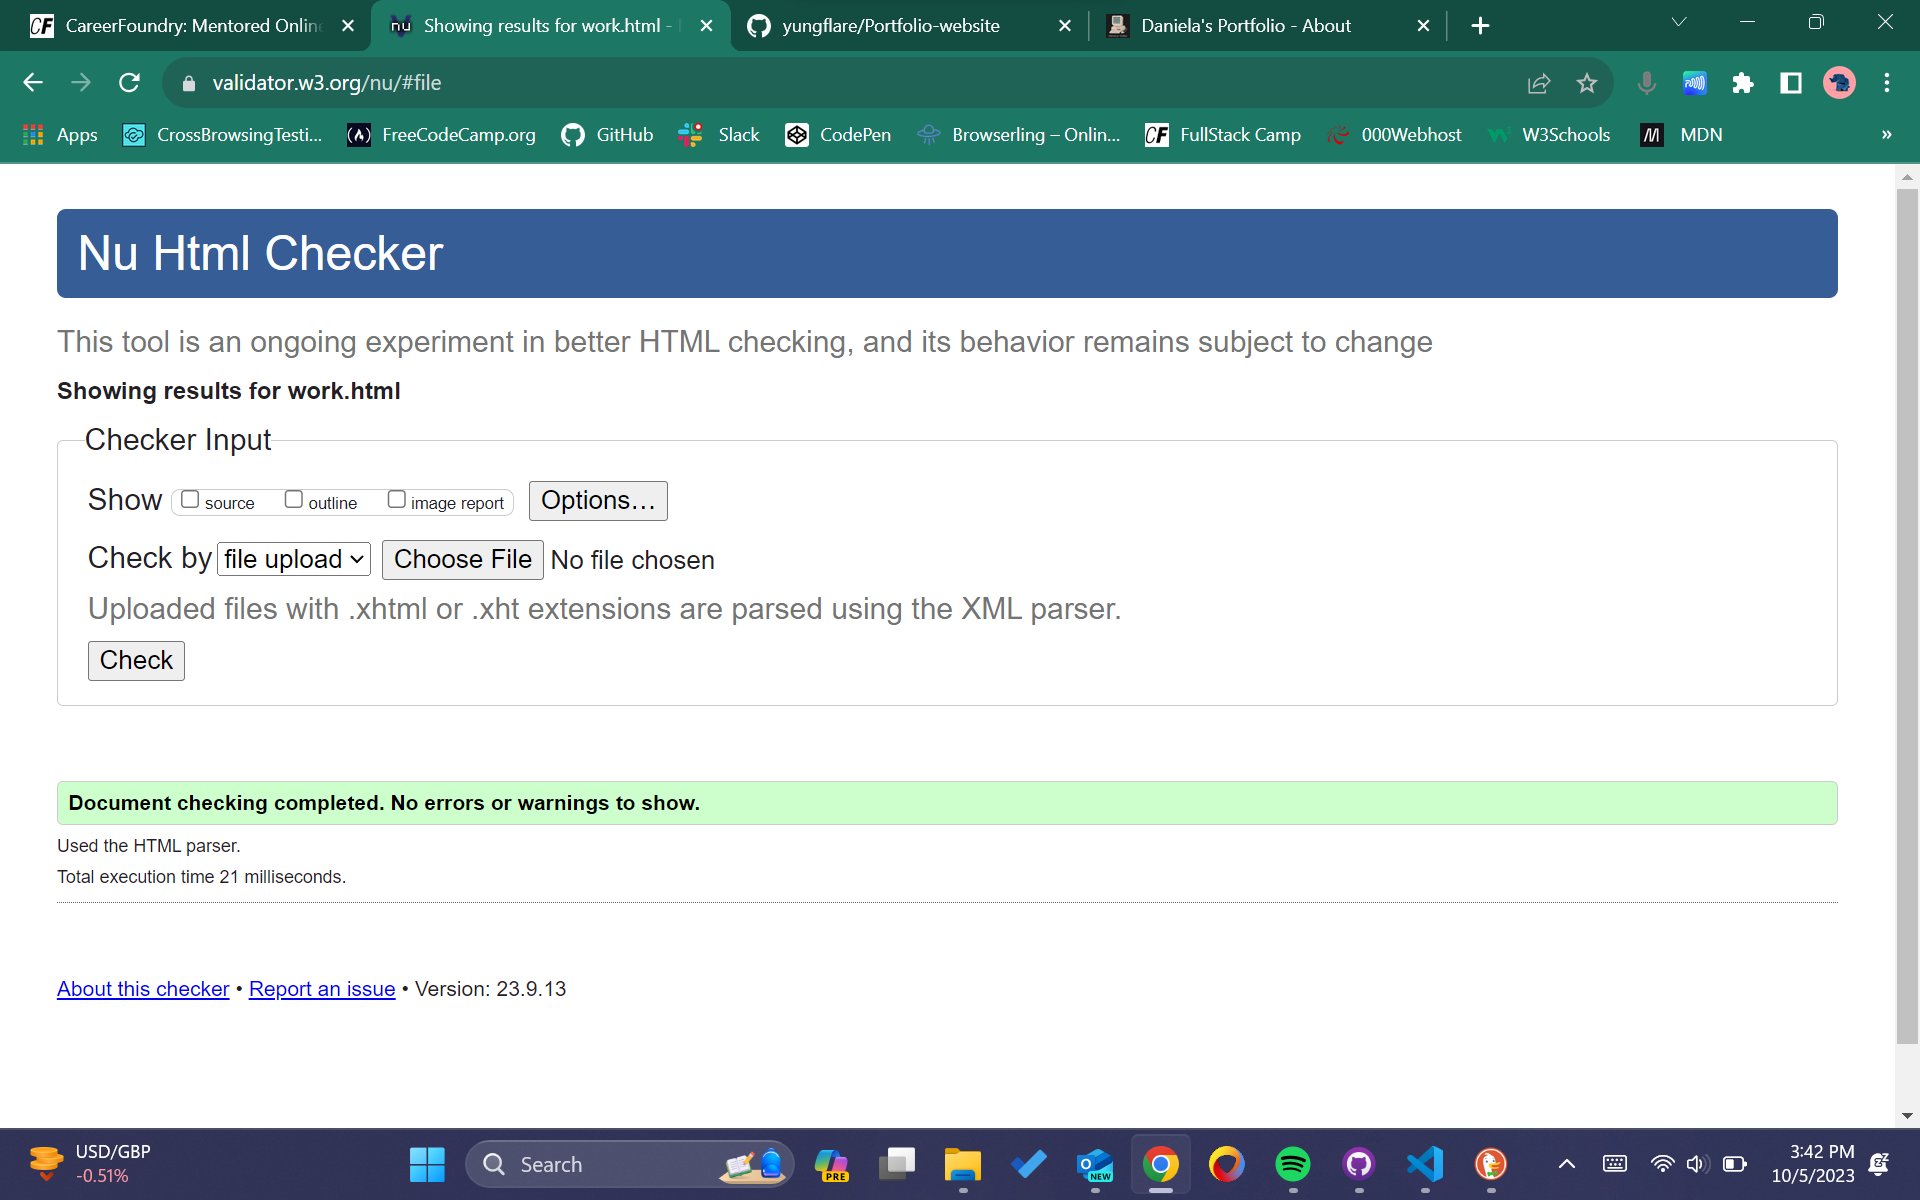 CF CareerFoundry: Mentored Online
nu Showing results for work.html -
yungflare/Portfolio-website
Daniela's Portfolio - About
validator.w3.org/nu/#file
Apps
CrossBrowsingTesti...
FreeCodeCamp.org
GitHub
Slack
CodePen
Browserling – Onlin...
CF FullStack Camp
000Webhost
W3Schools
M MDN
»
Nu Html Checker
This tool is an ongoing experiment in better HTML checking, and its behavior remains subject to change
Showing results for work.html
Checker Input
Show source outline image report Options...
Check by file upload Choose File No file chosen
Uploaded files with .xhtml or .xht extensions are parsed using the XML parser.
Check
Document checking completed. No errors or warnings to show.
Used the HTML parser.
Total execution time 21 milliseconds.
About this checker • Report an issue • Version: 23.9.13
USD/GBP
-0.51%
Search
PRE
NEW
3:42 PM
10/5/2023